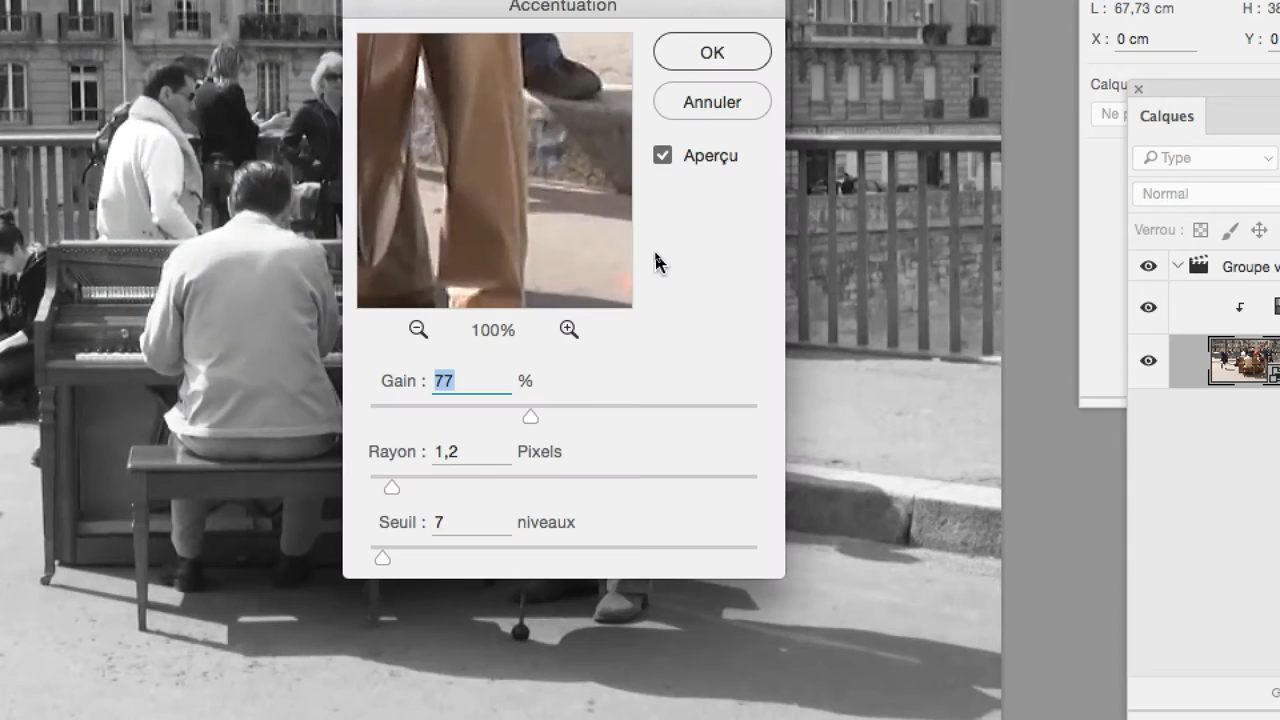 Accentuation
OK
Annuler
Aperçu
100%
Gain : 77 %
Rayon : 1,2 Pixels
Seuil : 7 niveaux
L : 67,73 cm H : 38
X : 0 cm Y : 0
Calqu
Ne p
Calques
Type
Normal
Verrou :
Groupe v